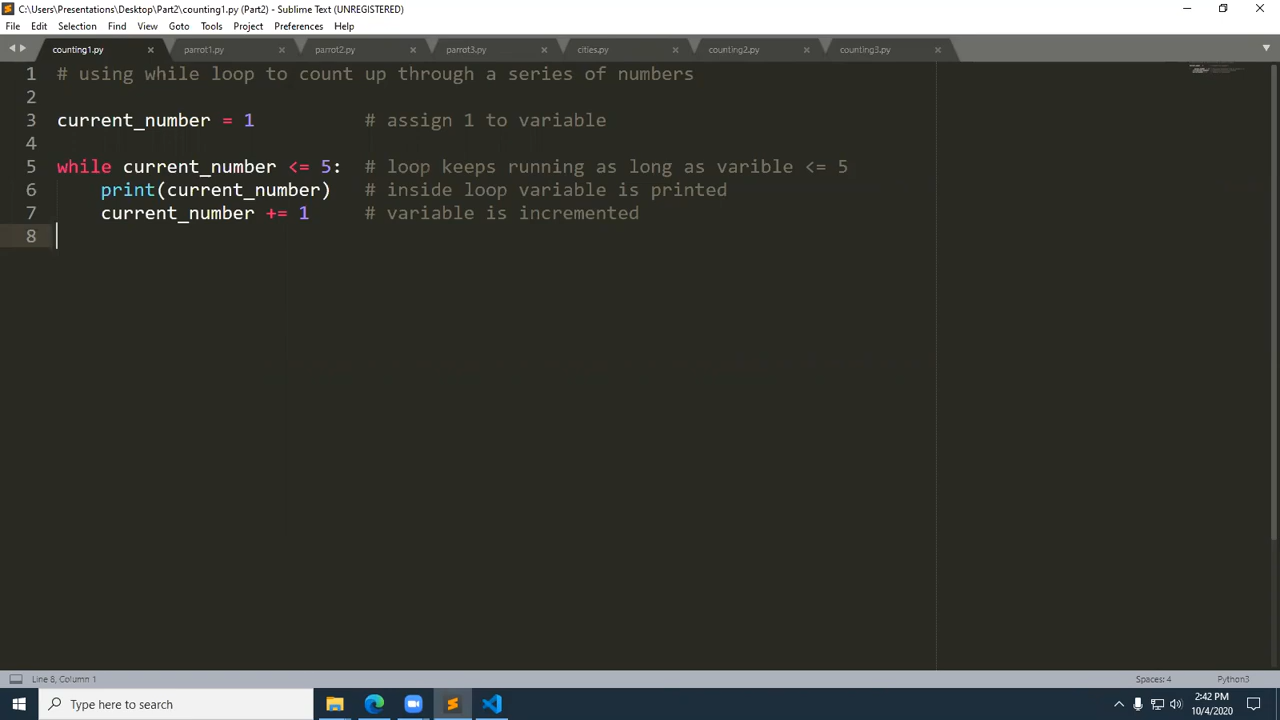 C:\Users\Presentations\Desktop\Part2\counting1.py (Part2) - Sublime Text (UNREGISTERED)
File Edit Selection Find View Goto Tools Project Preferences Help
counting1.py parrot1.py parrot2.py parrot3.py cities.py counting2.py counting3.py
1 # using while loop to count up through a series of numbers
2
3 current_number = 1 # assign 1 to variable
4
5 while current_number <= 5: # loop keeps running as long as varible <= 5
6 print(current_number) # inside loop variable is printed
7 current_number += 1 # variable is incremented
8
Line 8, Column 1 Spaces: 4 Python3
Type here to search
2:42 PM
10/4/2020